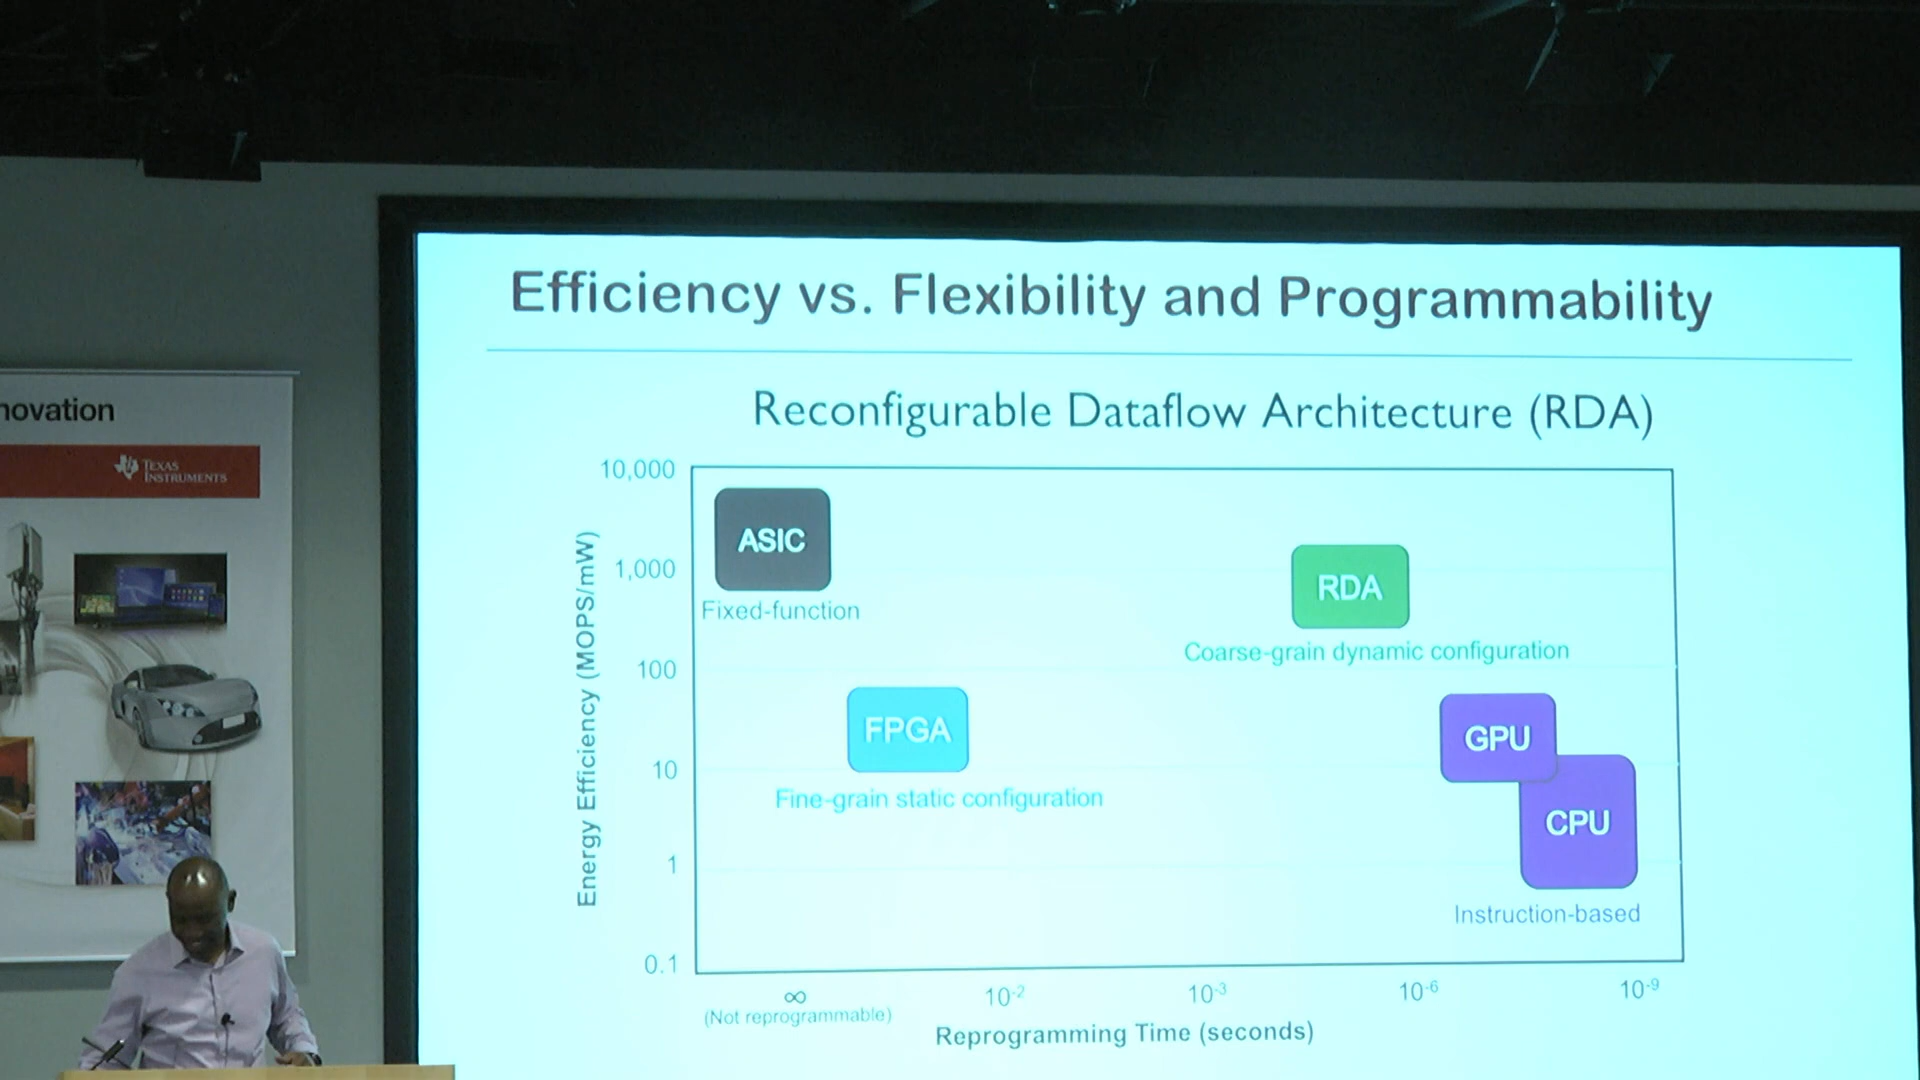 Efficiency vs. Flexibility and Programmability
Reconfigurable Dataflow Architecture (RDA)
novation
TEXAS
INSTRUMENTS
Energy Efficiency (MOPS/mW)
10,000
1,000
100
10
1
0.1
ASIC
Fixed-function
RDA
Coarse-grain dynamic configuration
FPGA
Fine-grain static configuration
GPU
CPU
Instruction-based
∞
(Not reprogrammable)
10⁻²
10⁻³
10⁻⁶
10⁻⁹
Reprogramming Time (seconds)